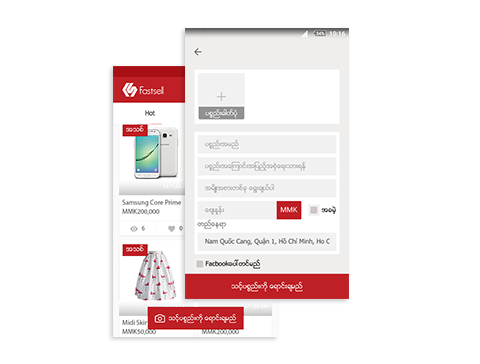 fastsell
Hot
အသစ်
Samsung Core Prime
MMK200,000
6
အသစ်
Midi Skir
MMK50,000
MMK200,000
သင့်ပစ္စည်းကို ရောင်းချမည်
54%
10:16
ပစ္စည်းဓါတ်ပုံ
ပစ္စည်းအမည်
ပစ္စည်းအကြောင်းအပြည့်အစုံရေးသားရန်
အမျိုးအစားတစ်ခု ရွေးချယ်ပါ
ဈေးနှုန်း
MMK
အခမဲ့
တည်နေရာ
Nam Quốc Cang, Quận 1, Hồ Chí Minh, Ho C
Facbookပေါ်တင်မည်
သင့်ပစ္စည်းကို ရောင်းချမည်